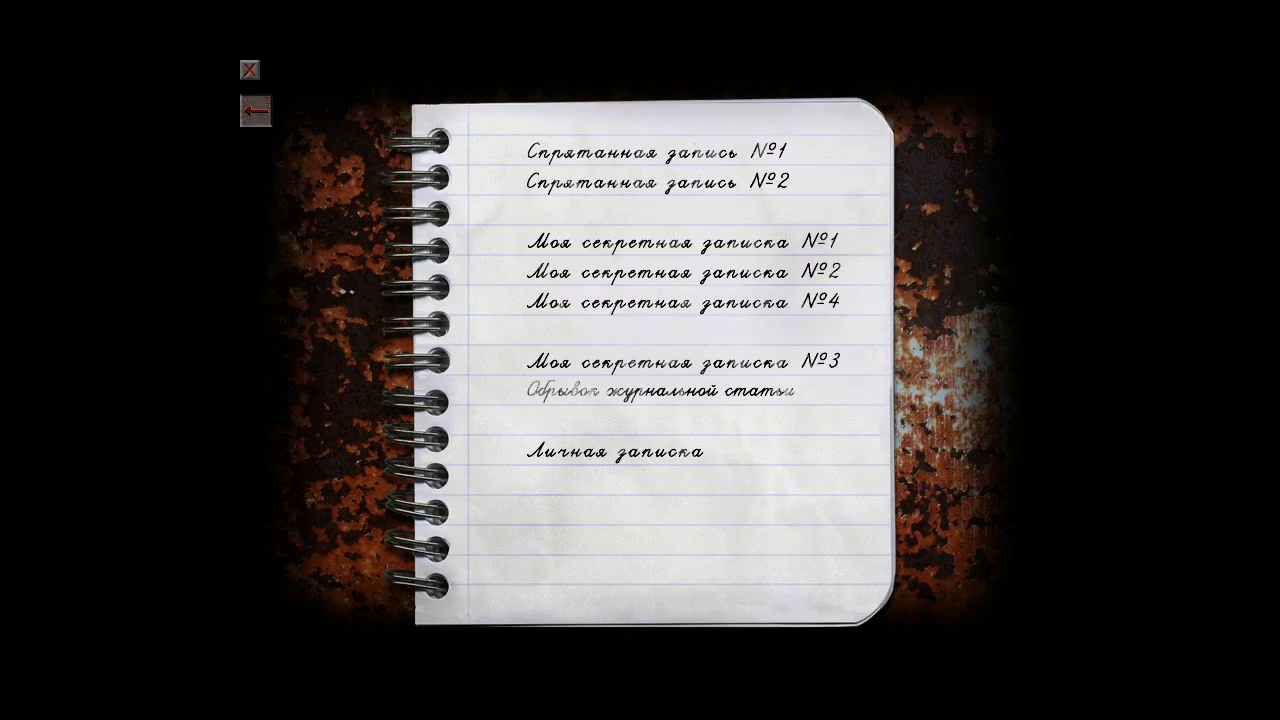 Спрятанная запись №1
Спрятанная запись №2
Моя секретная записка №1
Моя секретная записка №2
Моя секретная записка №4
Моя секретная записка №3
Обрывок журнальной статьи
Личная записка